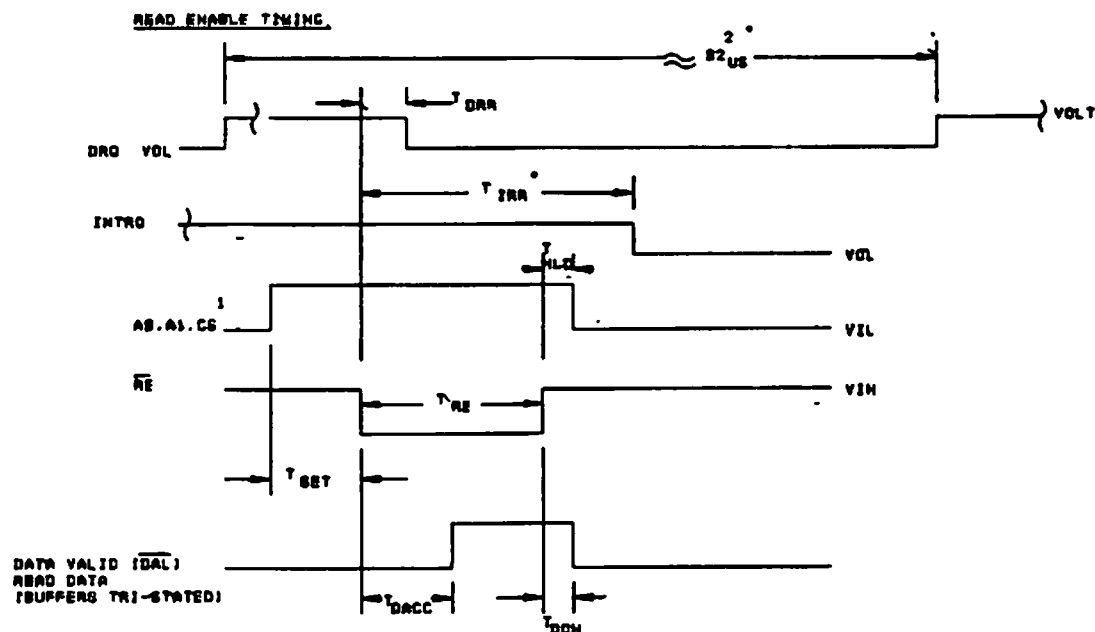 READ ENABLE TIMING
2 *
32 US
T DRR
VOLT
DRQ VOL
T IRR *
INTRQ
T HLD
VOL
1
A0.A1.CS
VIL
RE
T RE
VIH
T SET
DATA VALID (DAL)
READ DATA
(BUFFERS TRI-STATED)
T DACC
T DOH